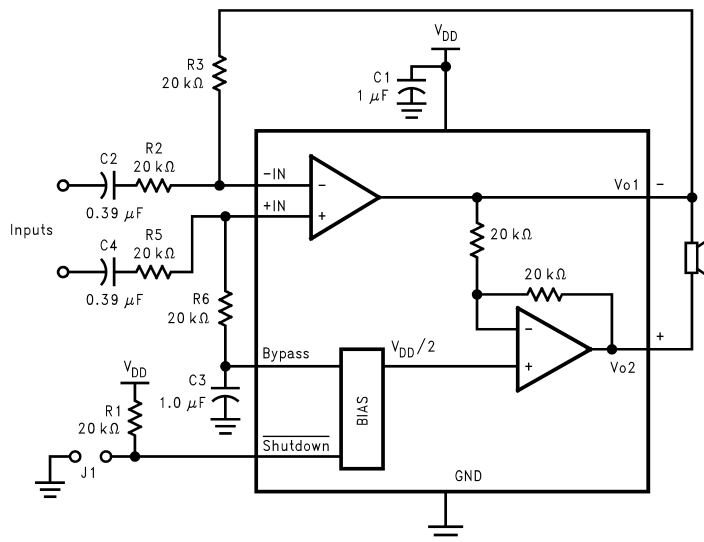 V_DD
R3
20 kΩ
C1
1 μF
C2
R2
20 kΩ
0.39 μF
-IN
−
+IN
+
Vo1
−
Inputs
C4
R5
20 kΩ
0.39 μF
20 kΩ
20 kΩ
R6
20 kΩ
−
+
+
Vo2
Bypass
V_DD/2
C3
1.0 μF
BIAS
V_DD
R1
20 kΩ
Shutdown
J1
GND